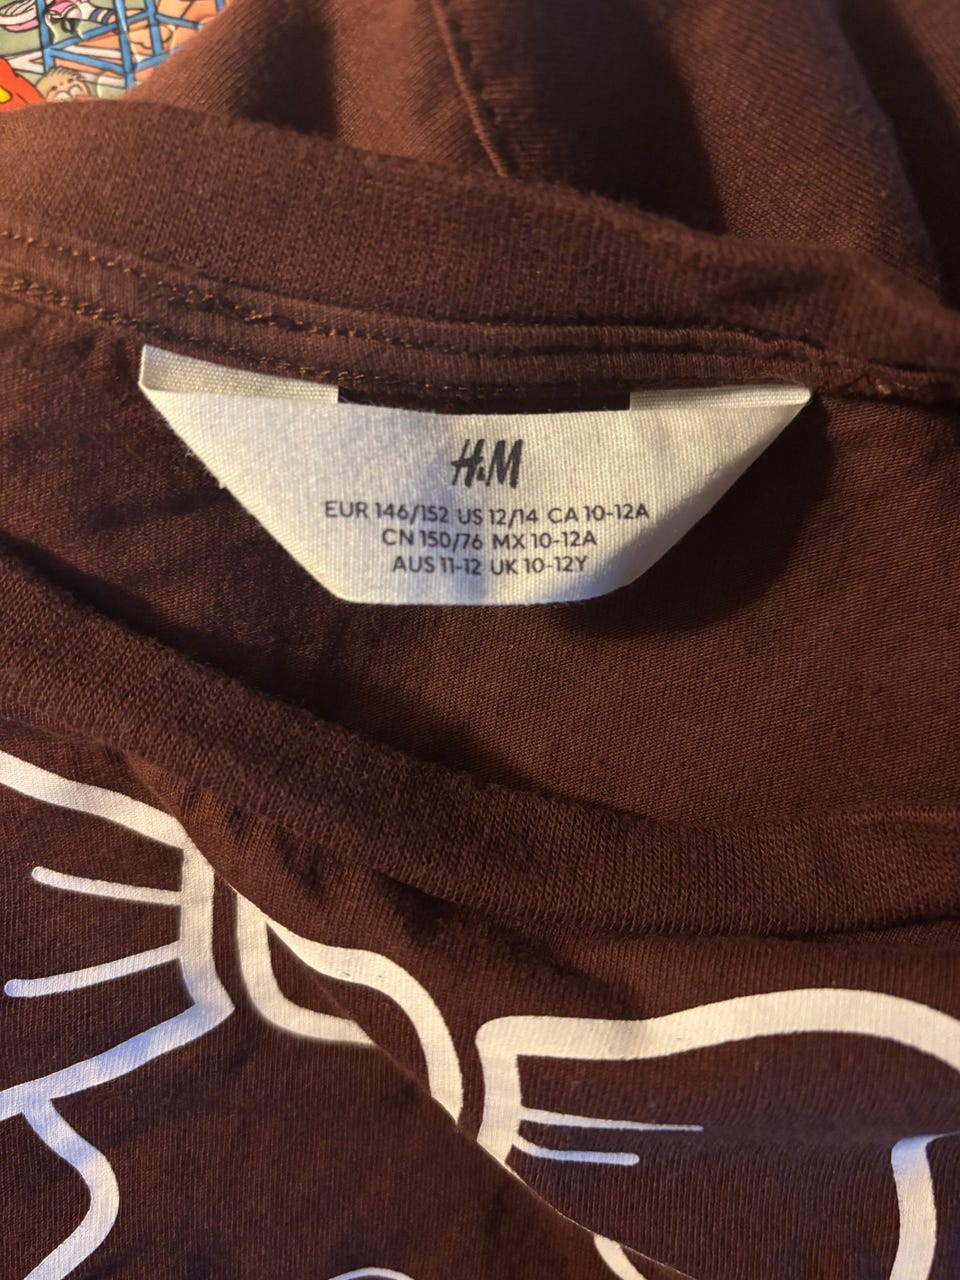 H&M
EUR 146/152 US 12/14 CA 10-12A
CN 150/76 MX 10-12A
AUS 11-12 UK 10-12Y